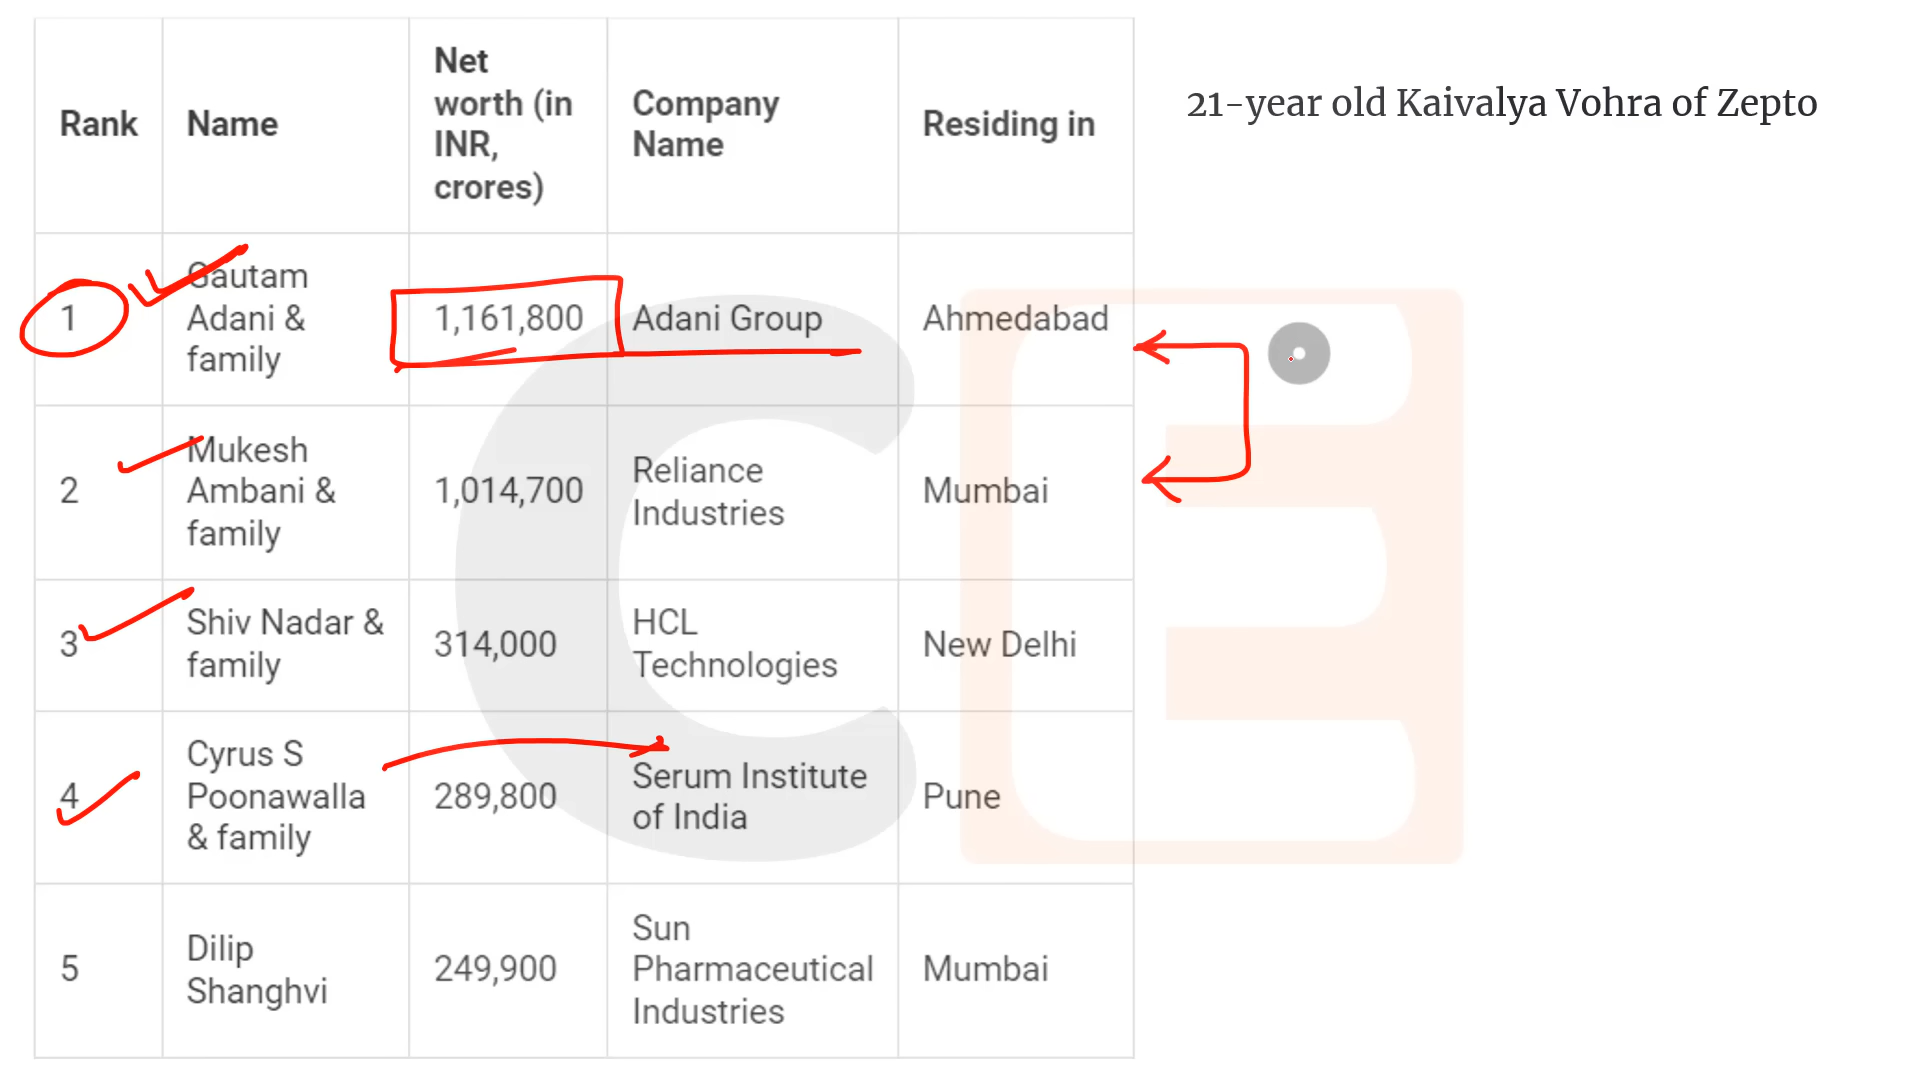 Rank
Name
Net
worth (in
INR,
crores)
Company
Name
Residing in
21-year old Kaivalya Vohra of Zepto
1
Gautam
Adani &
family
1,161,800
Adani Group
Ahmedabad
2
Mukesh
Ambani &
family
1,014,700
Reliance
Industries
Mumbai
3
Shiv Nadar &
family
314,000
HCL
Technologies
New Delhi
4
Cyrus S
Poonawalla
& family
289,800
Serum Institute
of India
Pune
5
Dilip
Shanghvi
249,900
Sun
Pharmaceutical
Industries
Mumbai
CE